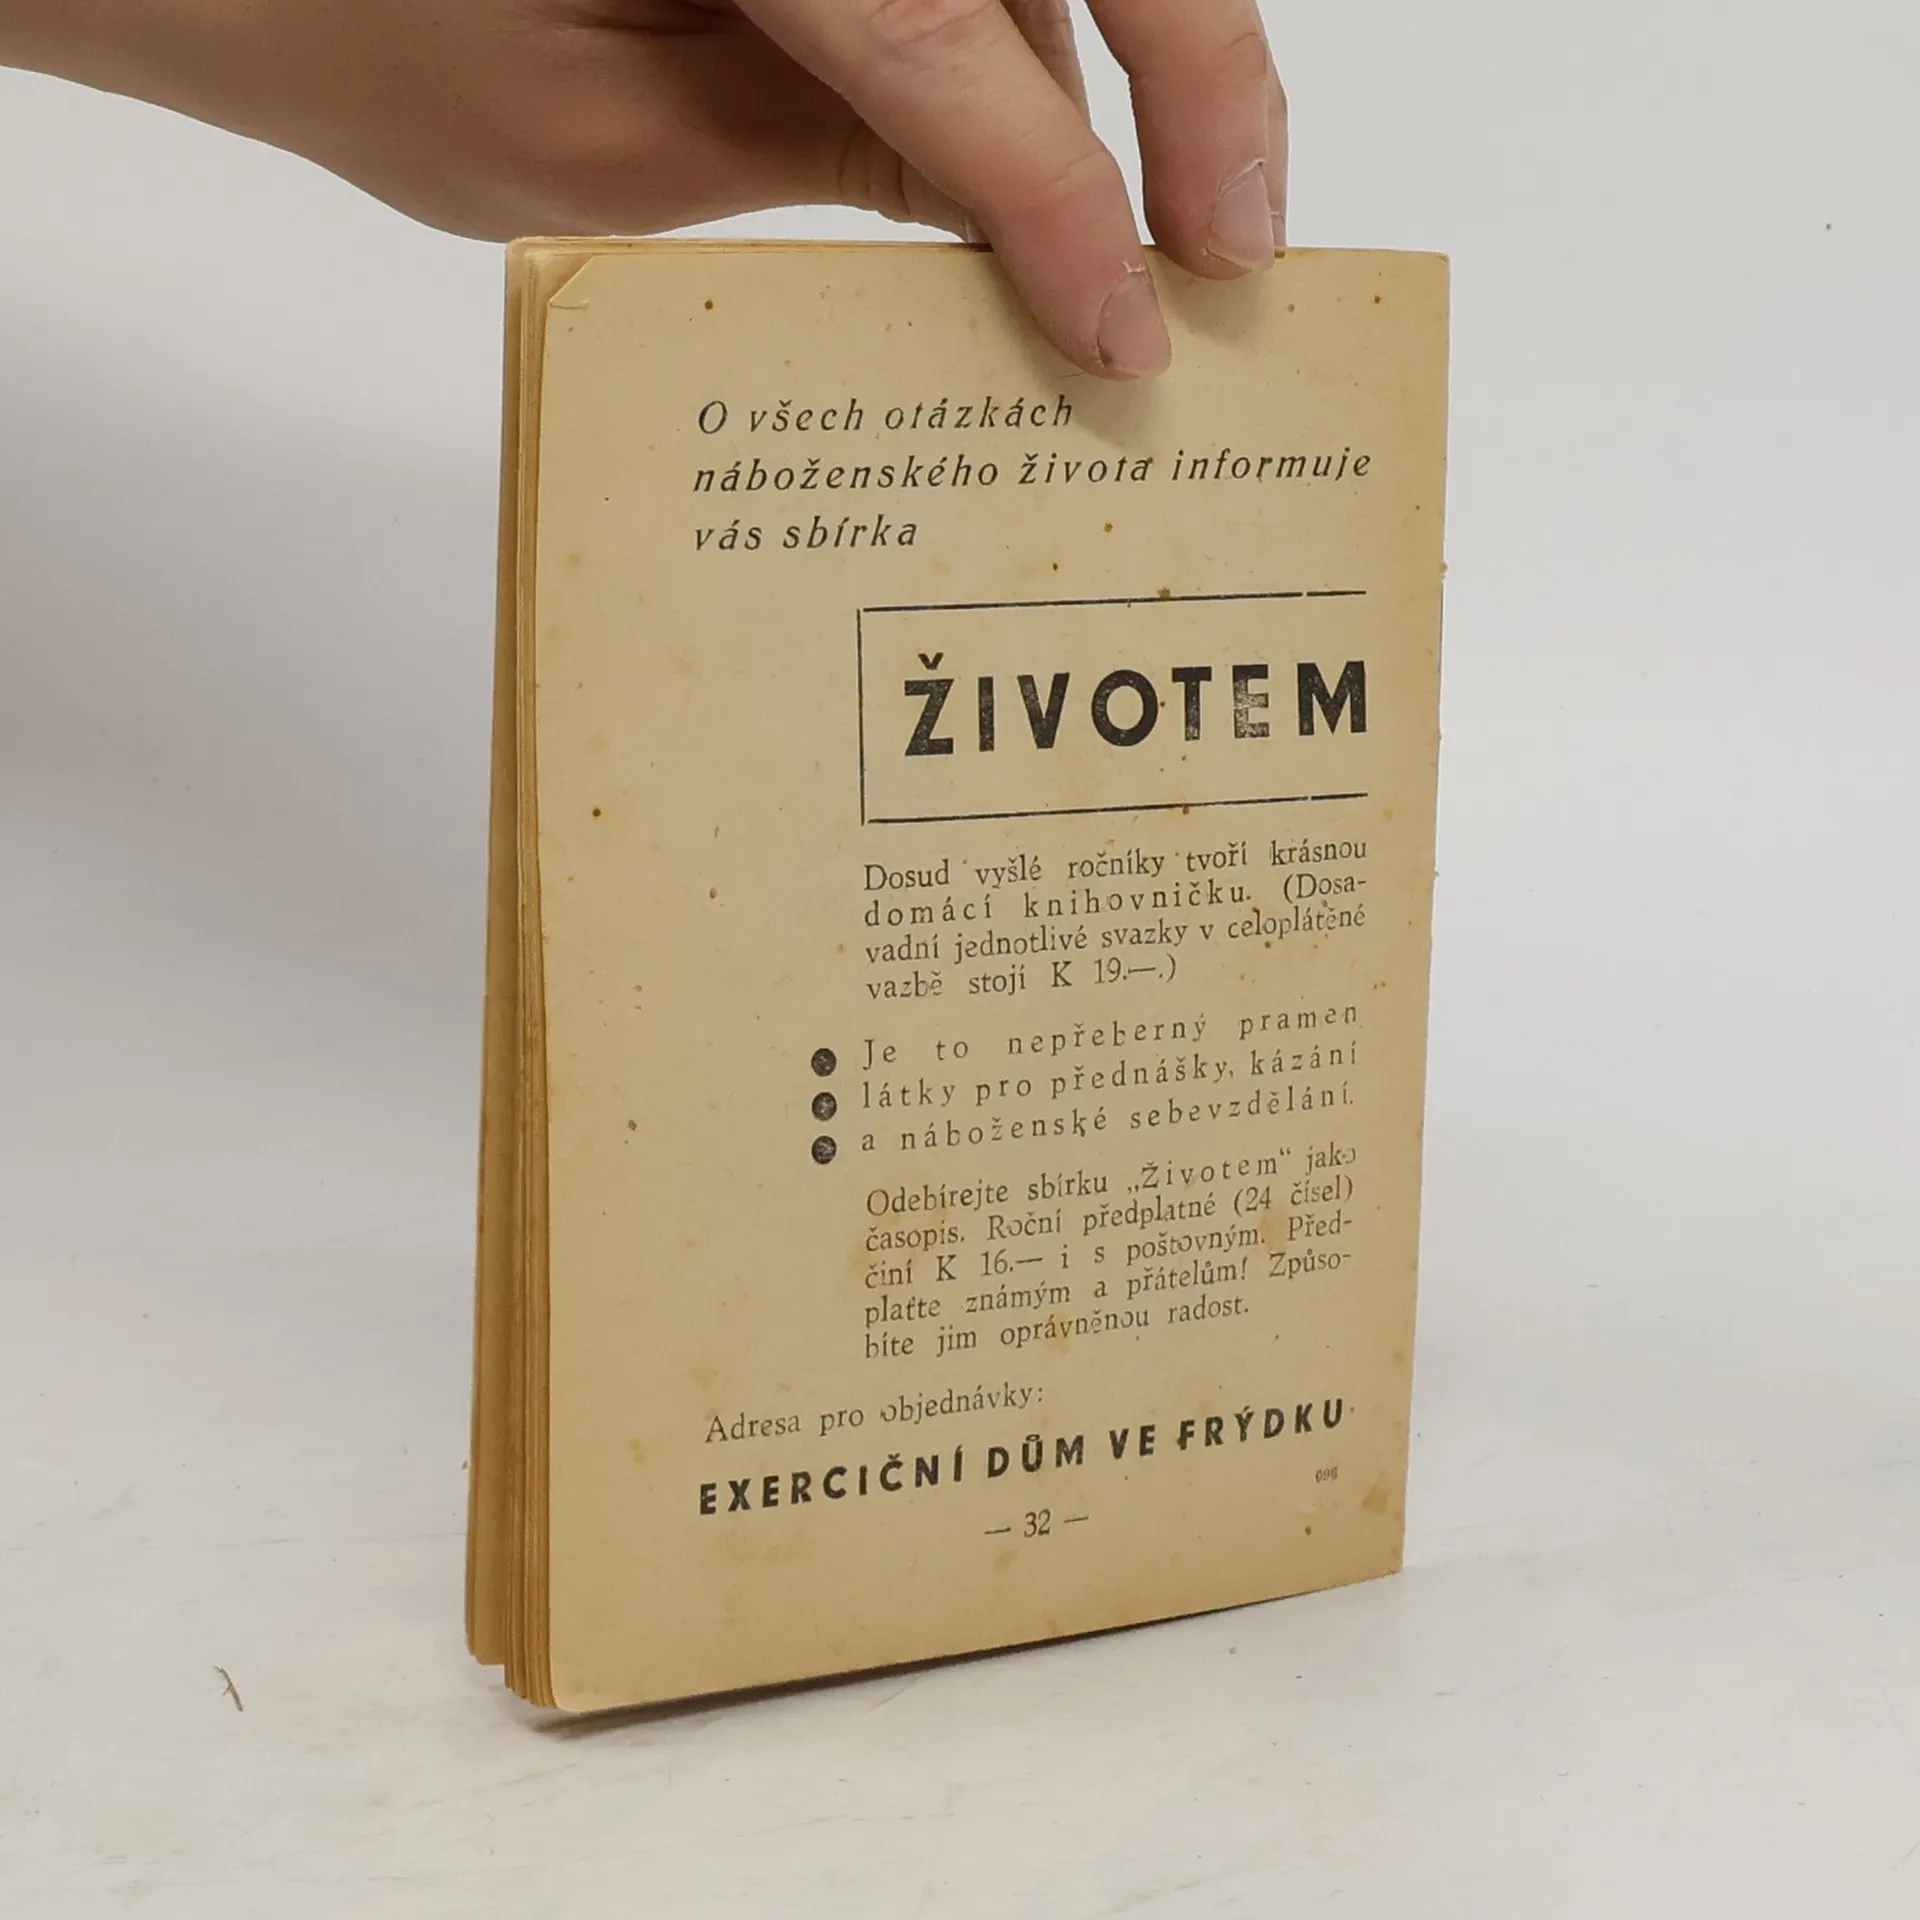 O všech otázkách
náboženského života informuje
vás sbírka
ŽIVOTEM
Dosud vyšlé ročníky tvoří krásnou
domácí knihovničku. (Dosa-
vadní jednotlivé svazky v celoplátěné
vazbě stojí K 19.—.)
Je to nepřeberný pramen
látky pro přednášky, kázání
a náboženské sebevzdělání.
Odebírejte sbírku „Životem“ jako
časopis. Roční předplatné (24 čísel)
činí K 16.— i s poštovným. Před-
plaťte známým a přátelům! Způso-
bíte jim oprávněnou radost.
Adresa pro objednávky:
EXERCIČNÍ DŮM VE FRÝDKU
— 32 —